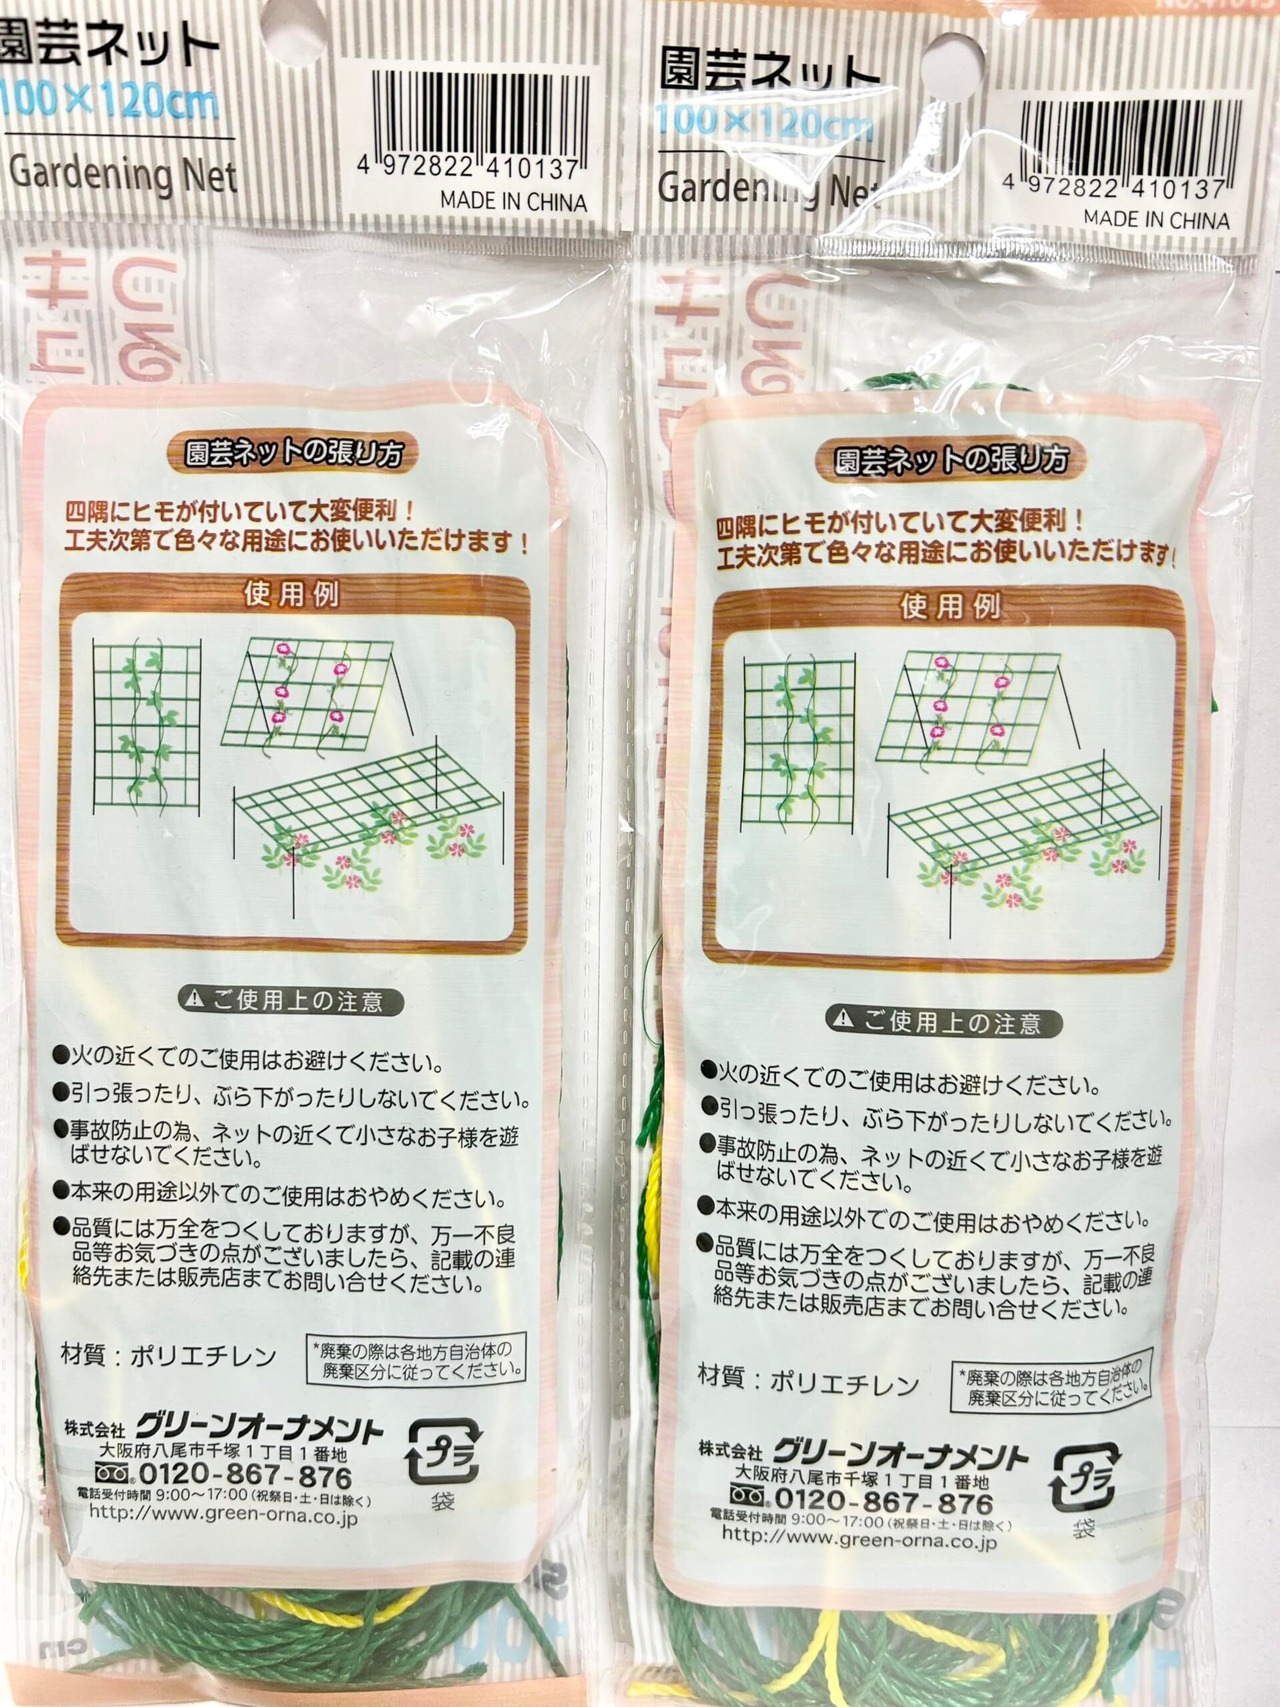 園芸ネット
100×120cm
Gardening Net
4 972822 410137
MADE IN CHINA
園芸ネットの張り方
四隅にヒモが付いていて大変便利！
工夫次第で色々な用途にお使いいただけます！
使用例
ご使用上の注意
●火の近くでのご使用はお避けください。
●引っ張ったり、ぶら下がったりしないでください。
●事故防止の為、ネットの近くで小さなお子様を遊
ばせないでください。
●本来の用途以外でのご使用はおやめください。
●品質には万全をつくしておりますが、万一不良
品等お気づきの点がございましたら、記載の連
絡先または販売店までお問い合せください。
材質：ポリエチレン
*廃棄の際は各地方自治体の
廃棄区分に従ってください。
株式会社 グリーンオーナメント
大阪府八尾市千塚1丁目1番地
0120-867-876
電話受付時間 9:00～17:00（祝祭日・土・日は除く）
http://www.green-orna.co.jp
プラ
袋
園芸ネット
100×120cm
Gardening Net
4 972822 410137
MADE IN CHINA
園芸ネットの張り方
四隅にヒモが付いていて大変便利！
工夫次第で色々な用途にお使いいただけます！
使用例
ご使用上の注意
●火の近くでのご使用はお避けください。
●引っ張ったり、ぶら下がったりしないでください。
●事故防止の為、ネットの近くで小さなお子様を遊
ばせないでください。
●本来の用途以外でのご使用はおやめください。
●品質には万全をつくしておりますが、万一不良
品等お気づきの点がございましたら、記載の連
絡先または販売店までお問い合せください。
材質：ポリエチレン
*廃棄の際は各地方自治体の
廃棄区分に従ってください。
株式会社 グリーンオーナメント
大阪府八尾市千塚1丁目1番地
0120-867-876
電話受付時間 9:00～17:00（祝祭日・土・日は除く）
http://www.green-orna.co.jp
プラ
袋